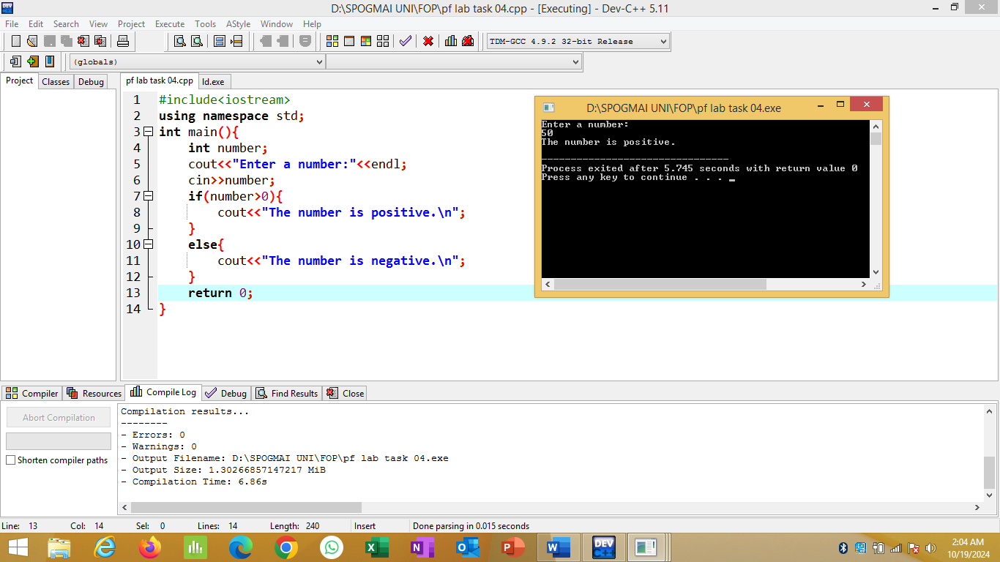 D:\SPOGMAI UNI\FOP\pf lab task 04.cpp - [Executing] - Dev-C++ 5.11
File Edit Search View Project Execute Tools AStyle Window Help
TDM-GCC 4.9.2 32-bit Release
(globals)
Project Classes Debug
pf lab task 04.cpp ld.exe
1 #include<iostream>
2 using namespace std;
3 int main(){
4 int number;
5 cout<<"Enter a number:"<<endl;
6 cin>>number;
7 if(number>0){
8 cout<<"The number is positive.\n";
9 }
10 else{
11 cout<<"The number is negative.\n";
12 }
13 return 0;
14 }
D:\SPOGMAI UNI\FOP\pf lab task 04.exe
Enter a number:
50
The number is positive.
--------------------------------
Process exited after 5.745 seconds with return value 0
Press any key to continue . . . _
Compiler Resources Compile Log Debug Find Results Close
Abort Compilation
Shorten compiler paths
Compilation results...
--------
- Errors: 0
- Warnings: 0
- Output Filename: D:\SPOGMAI UNI\FOP\pf lab task 04.exe
- Output Size: 1.30266857147217 MiB
- Compilation Time: 6.86s
Line: 13 Col: 14 Sel: 0 Lines: 14 Length: 240 Insert Done parsing in 0.015 seconds
DEV C++
2:04 AM
10/19/2024